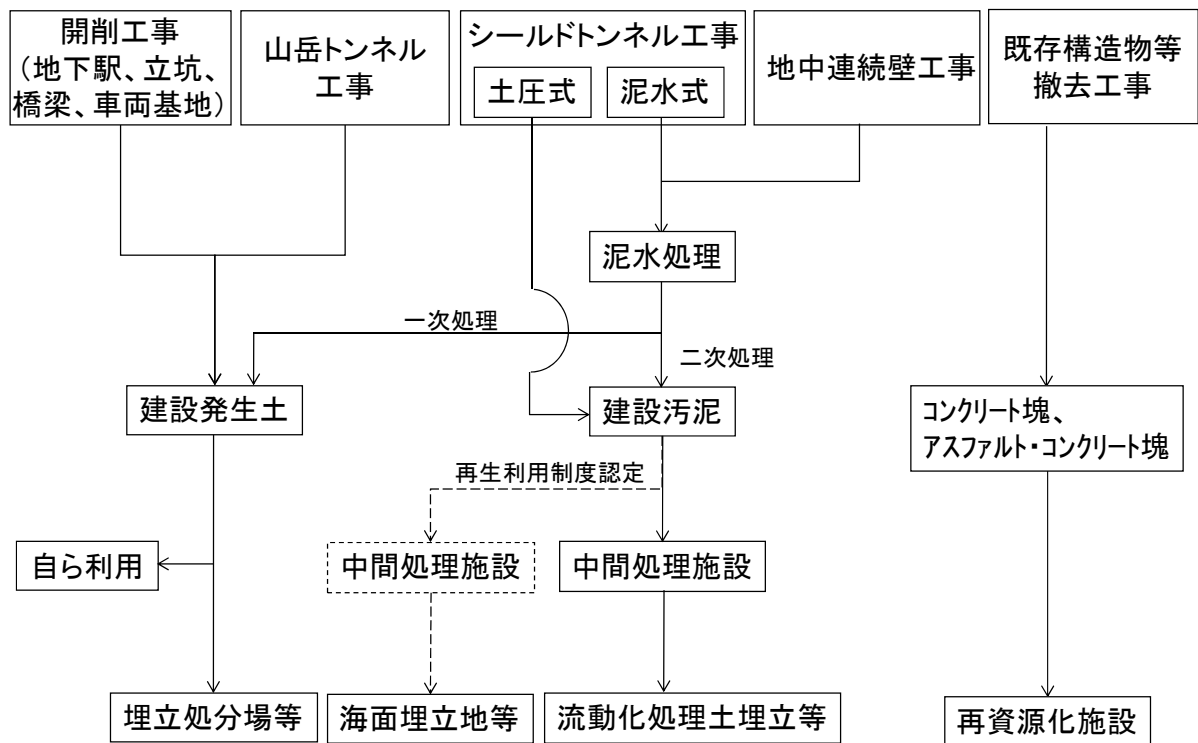 開削工事
（地下駅、立坑、
橋梁、車両基地）
山岳トンネル
工事
シールドトンネル工事
土圧式
泥水式
地中連続壁工事
既存構造物等
撤去工事
泥水処理
一次処理
二次処理
建設発生土
建設汚泥
コンクリート塊、
アスファルト・コンクリート塊
再生利用制度認定
自ら利用
中間処理施設
中間処理施設
埋立処分場等
海面埋立地等
流動化処理土埋立等
再資源化施設